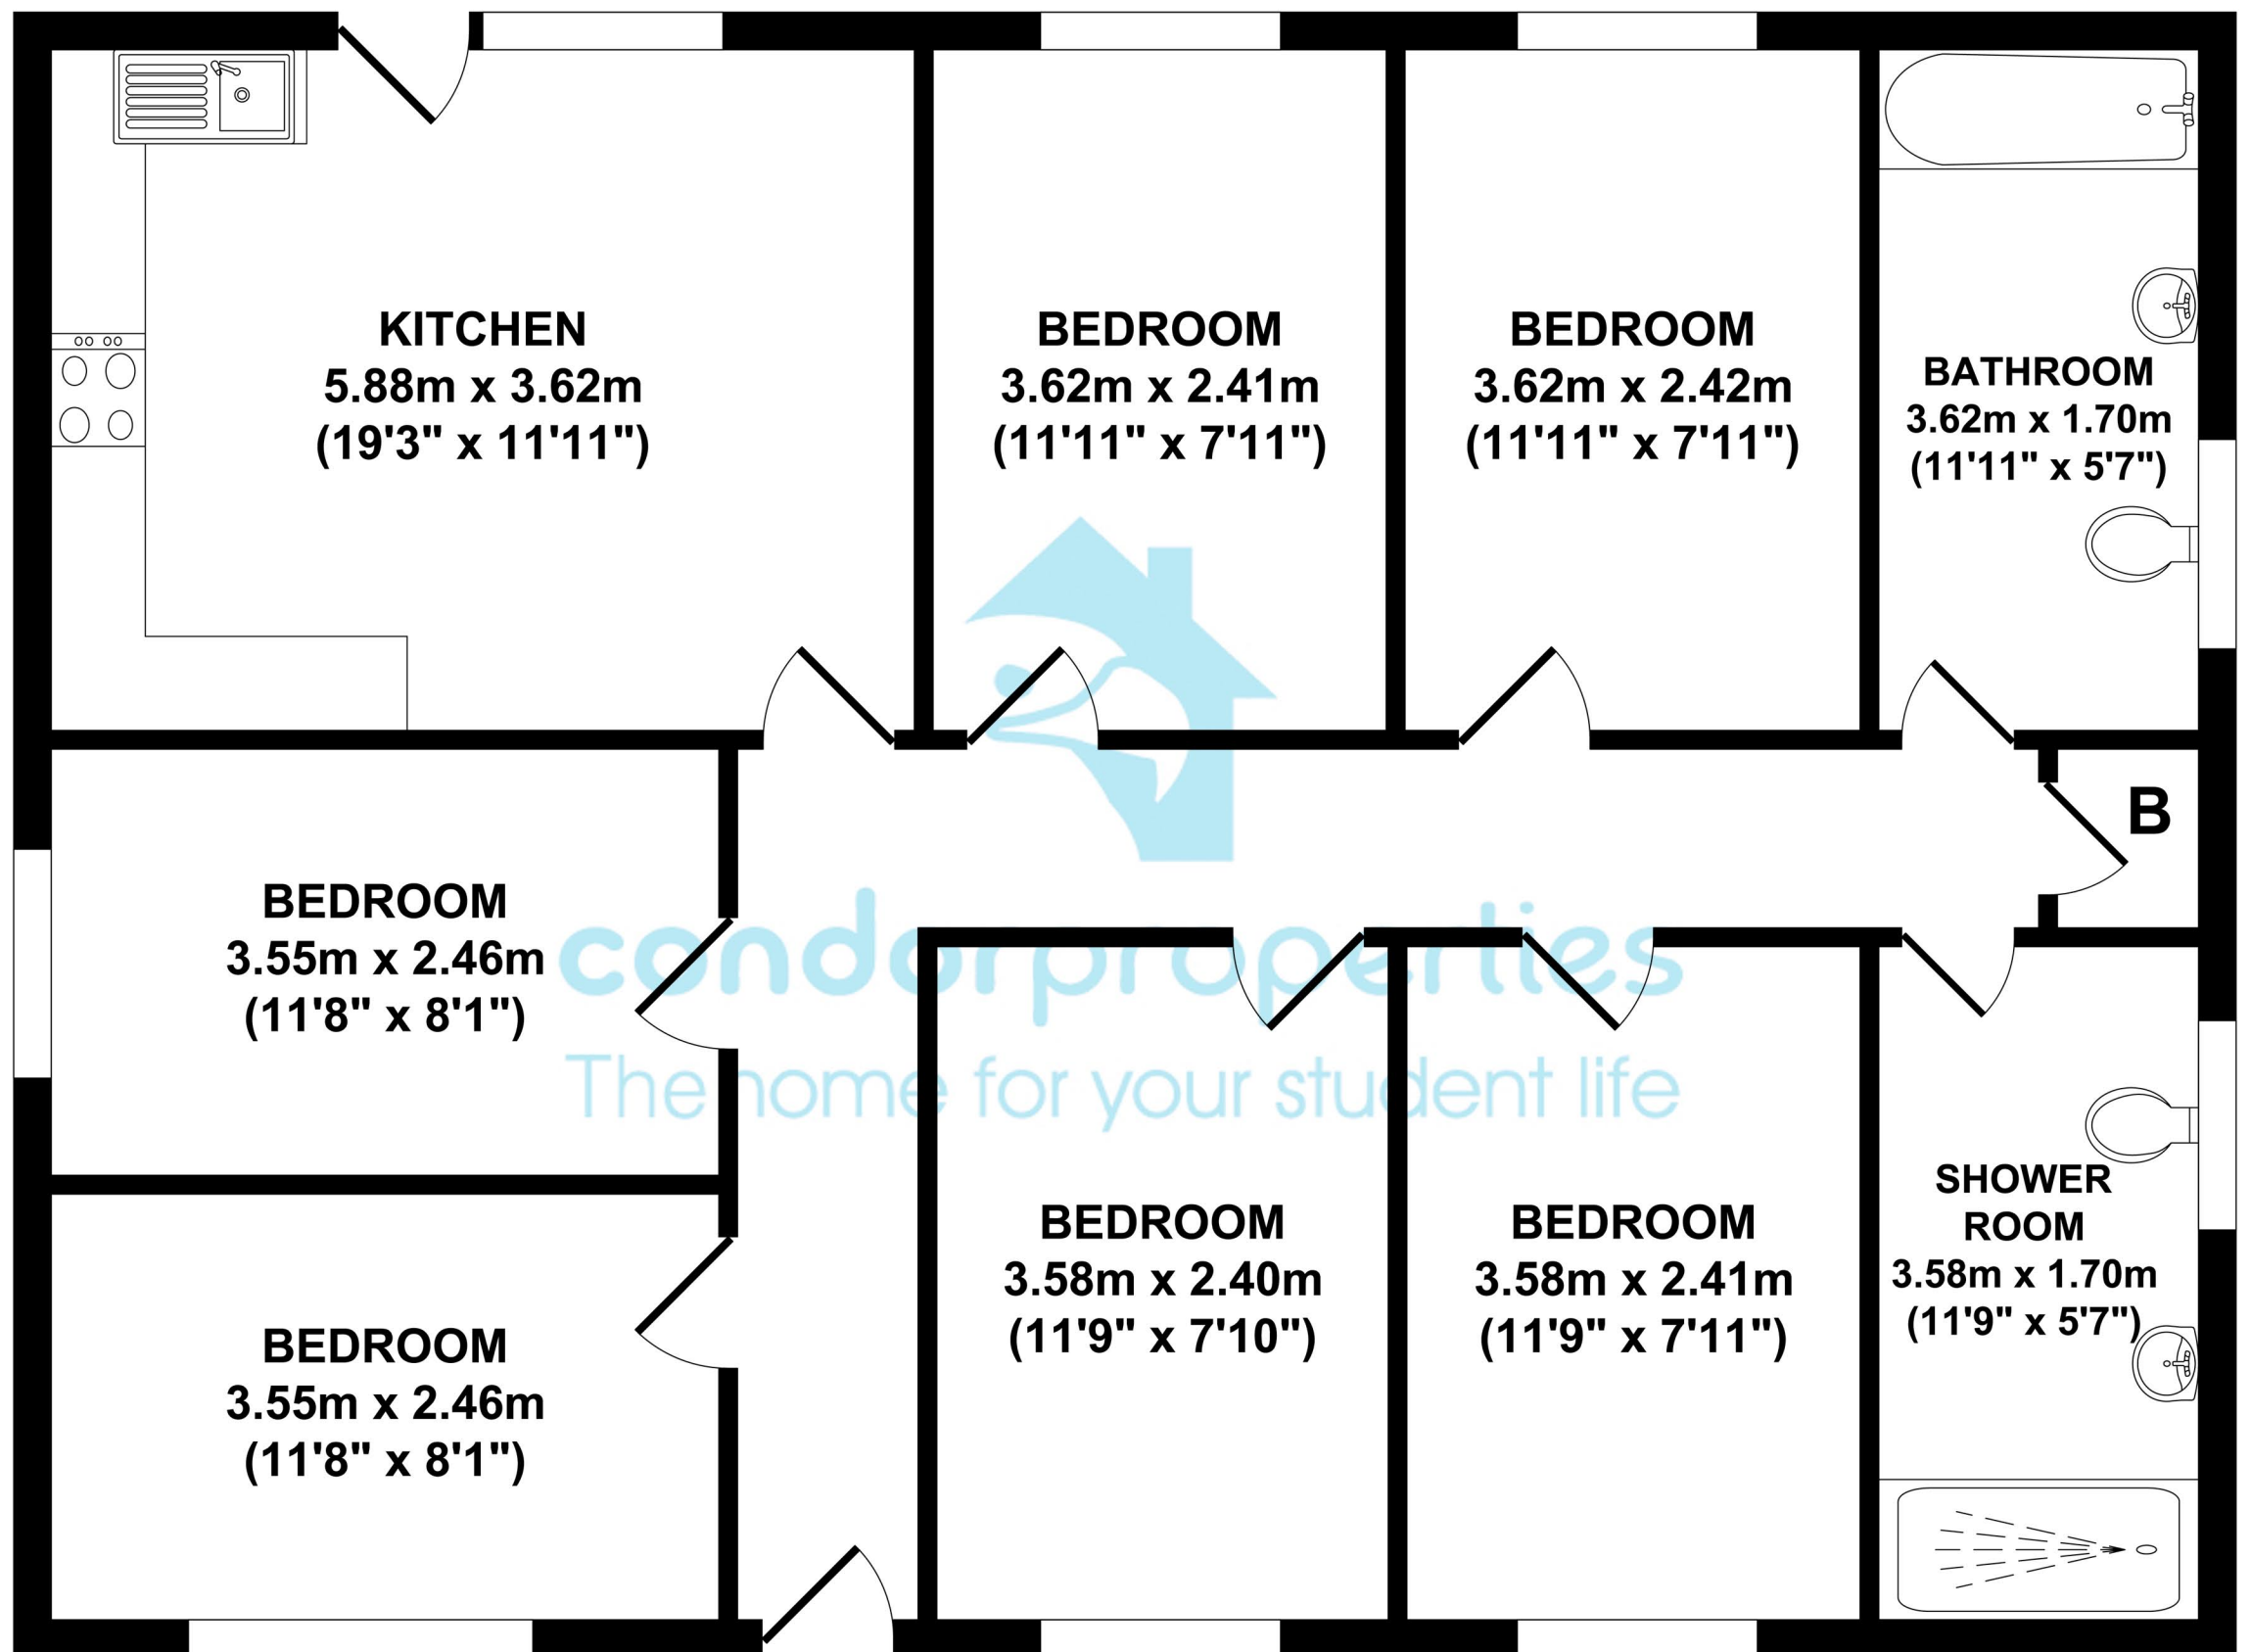 KITCHEN
5.88m x 3.62m
(19'3" x 11'11")
BEDROOM
3.62m x 2.41m
(11'11" x 7'11")
BEDROOM
3.62m x 2.42m
(11'11" x 7'11")
BATHROOM
3.62m x 1.70m
(11'11" x 5'7")
B
BEDROOM
3.55m x 2.46m
(11'8" x 8'1")
condorproperties
The home for your student life
BEDROOM
3.55m x 2.46m
(11'8" x 8'1")
BEDROOM
3.58m x 2.40m
(11'9" x 7'10")
BEDROOM
3.58m x 2.41m
(11'9" x 7'11")
SHOWER
ROOM
3.58m x 1.70m
(11'9" x 5'7")